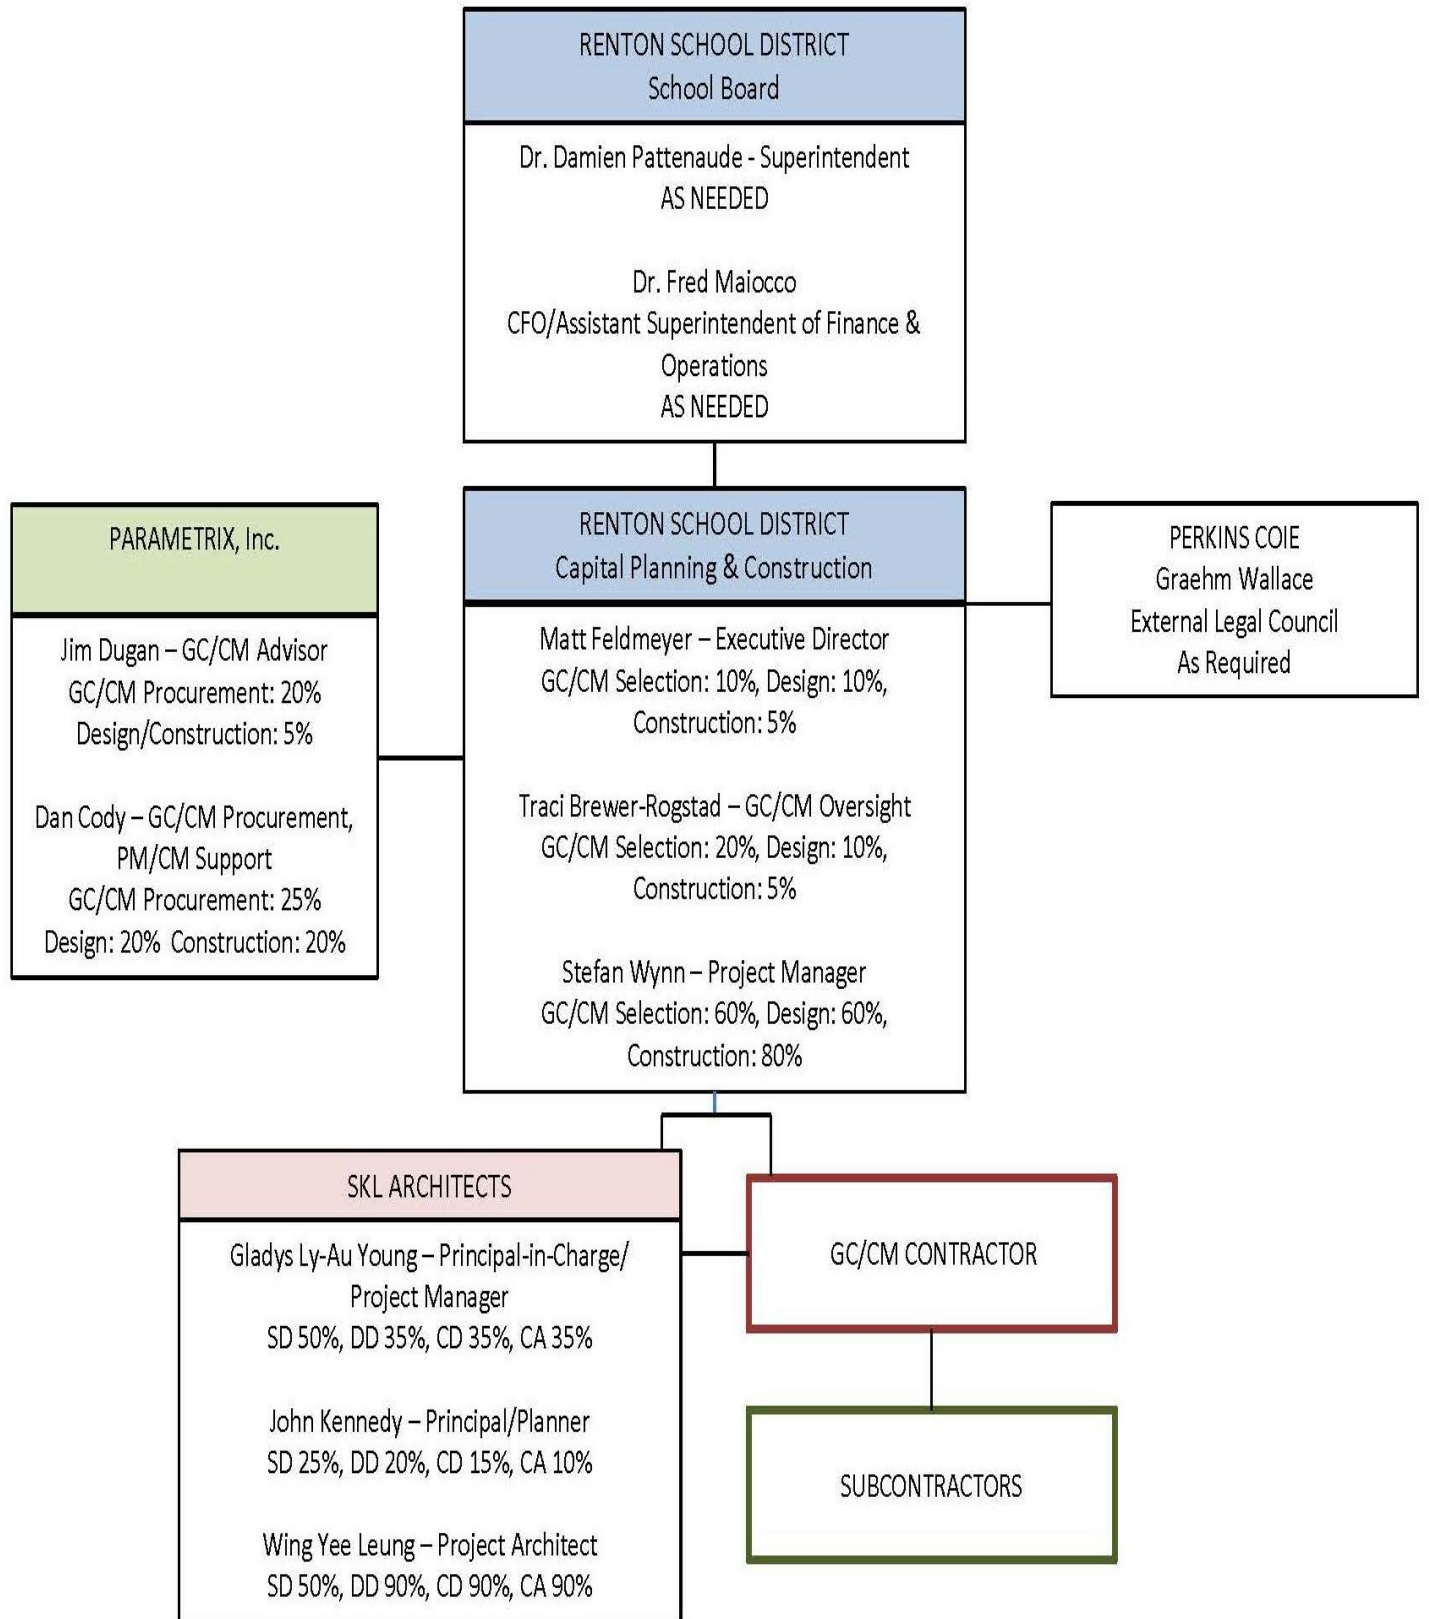 RENTON SCHOOL DISTRICT
School Board
Dr. Damien Pattenaude - Superintendent
AS NEEDED
Dr. Fred Maiocco
CFO/Assistant Superintendent of Finance &
Operations
AS NEEDED
PARAMETRIX, Inc.
Jim Dugan – GC/CM Advisor
GC/CM Procurement: 20%
Design/Construction: 5%
Dan Cody – GC/CM Procurement,
PM/CM Support
GC/CM Procurement: 25%
Design: 20%  Construction: 20%
RENTON SCHOOL DISTRICT
Capital Planning & Construction
Matt Feldmeyer – Executive Director
GC/CM Selection: 10%, Design: 10%,
Construction: 5%
Traci Brewer-Rogstad – GC/CM Oversight
GC/CM Selection: 20%, Design: 10%,
Construction: 5%
Stefan Wynn – Project Manager
GC/CM Selection: 60%, Design: 60%,
Construction: 80%
PERKINS COIE
Graehm Wallace
External Legal Council
As Required
SKL ARCHITECTS
Gladys Ly-Au Young – Principal-in-Charge/
Project Manager
SD 50%, DD 35%, CD 35%, CA 35%
John Kennedy – Principal/Planner
SD 25%, DD 20%, CD 15%, CA 10%
Wing Yee Leung – Project Architect
SD 50%, DD 90%, CD 90%, CA 90%
GC/CM CONTRACTOR
SUBCONTRACTORS